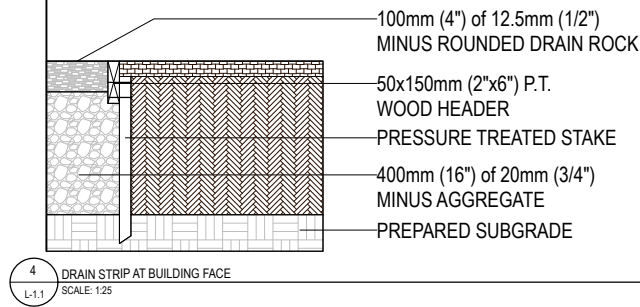 100mm (4") of 12.5mm (1/2")
MINUS ROUNDED DRAIN ROCK
50x150mm (2"x6") P.T.
WOOD HEADER
PRESSURE TREATED STAKE
400mm (16") of 20mm (3/4")
MINUS AGGREGATE
PREPARED SUBGRADE
4
L-1.1
DRAIN STRIP AT BUILDING FACE
SCALE: 1:25